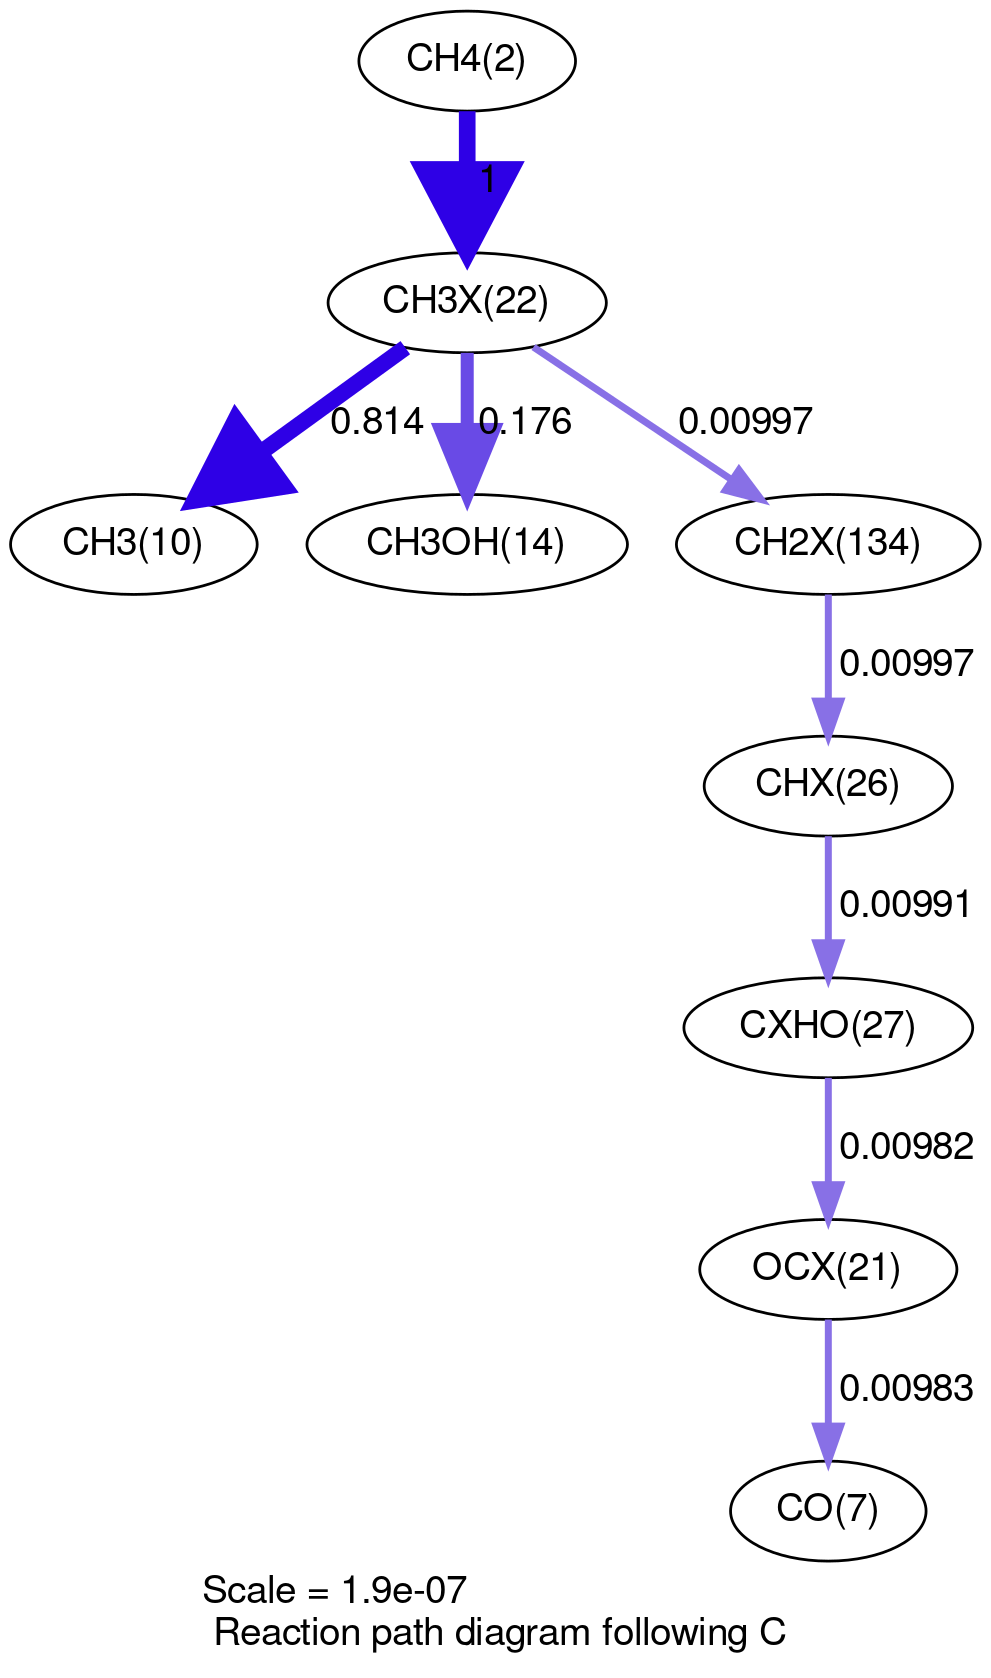 CH4(2)
1
CH3X(22)
0.814
0.176
0.00997
CH3(10)
CH3OH(14)
CH2X(134)
0.00997
CHX(26)
0.00991
CXHO(27)
0.00982
OCX(21)
0.00983
CO(7)
Scale = 1.9e-07
Reaction path diagram following C